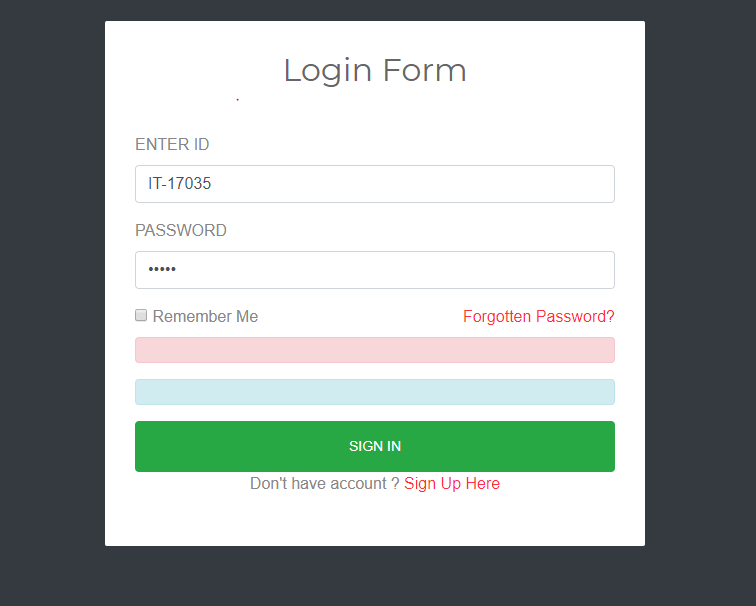 Login Form
ENTER ID
IT-17035
PASSWORD
•••••
Remember Me Forgotten Password?
SIGN IN
Don't have account ? Sign Up Here